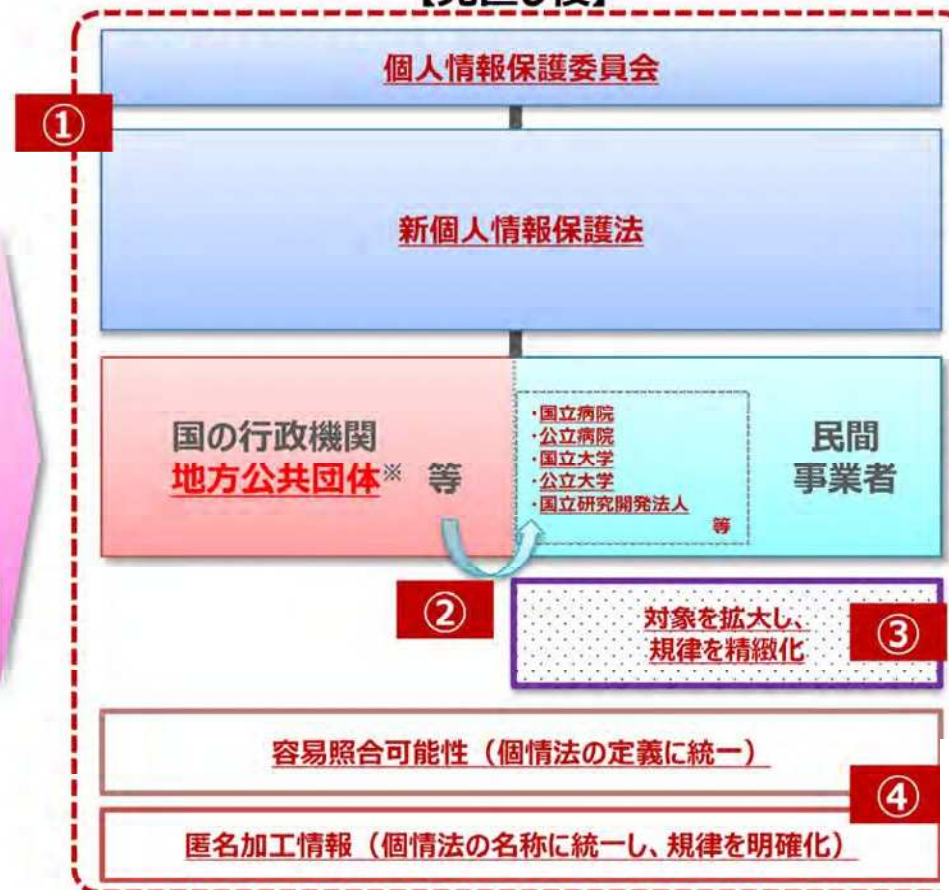 【見直し後】
個人情報保護委員会
①
新個人情報保護法
国の行政機関
地方公共団体※ 等
・国立病院
・公立病院
・国立大学
・公立大学
・国立研究開発法人
等
民間
事業者
②
対象を拡大し、
規律を精緻化
③
容易照合可能性（個情法の定義に統一）
④
匿名加工情報（個情法の名称に統一し、規律を明確化）